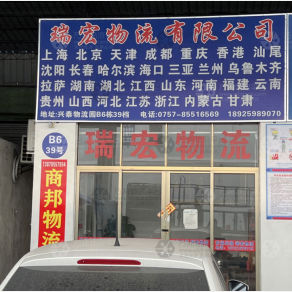 瑞宏物流有限公司
上海 北京 天津 成都 重庆 香港 汕尾
沈阳 长春 哈尔滨 海口 三亚 兰州 乌鲁木齐
拉萨 湖南 湖北 江西 山东 河南 福建 云南
贵州 山西 河北 江苏 浙江 内蒙古 甘肃
地址:兴泰物流园B6栋39档 电话:0757-85516569 18925989070
B6
39号
瑞宏物流
商邦物流